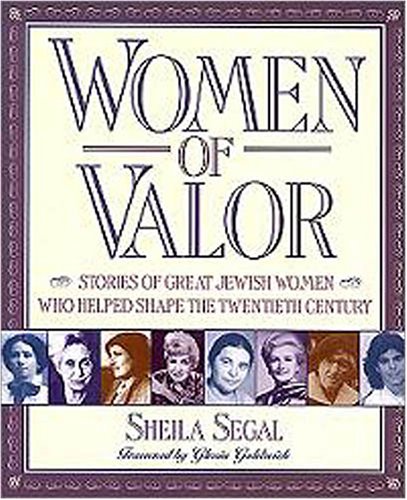 WOMEN
OF
VALOR
STORIES OF GREAT JEWISH WOMEN
WHO HELPED SHAPE THE TWENTIETH CENTURY
SHEILA SEGAL
Foreword by Gloria Goldreich